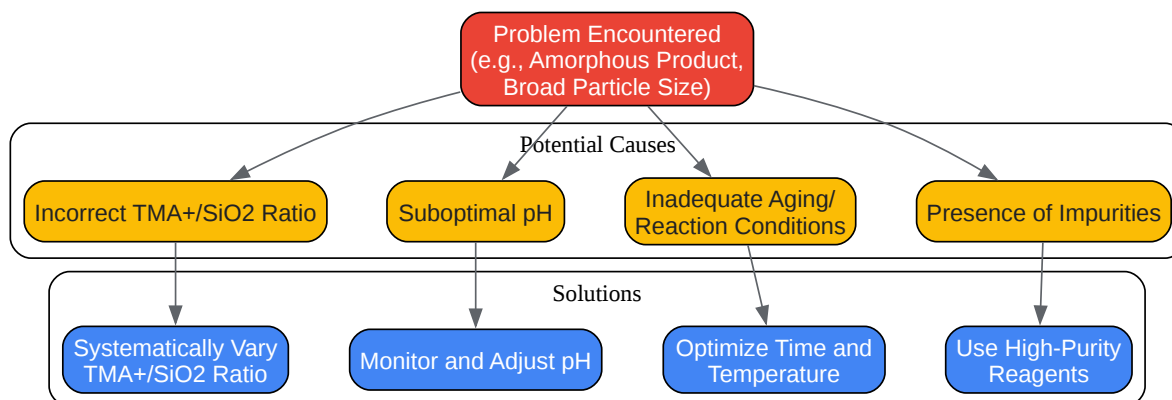 Problem Encountered
(e.g., Amorphous Product,
Broad Particle Size)
Potential Causes
Incorrect TMA+/SiO2 Ratio
Suboptimal pH
Inadequate Aging/
Reaction Conditions
Presence of Impurities
Solutions
Systematically Vary
TMA+/SiO2 Ratio
Monitor and Adjust pH
Optimize Time and
Temperature
Use High-Purity
Reagents